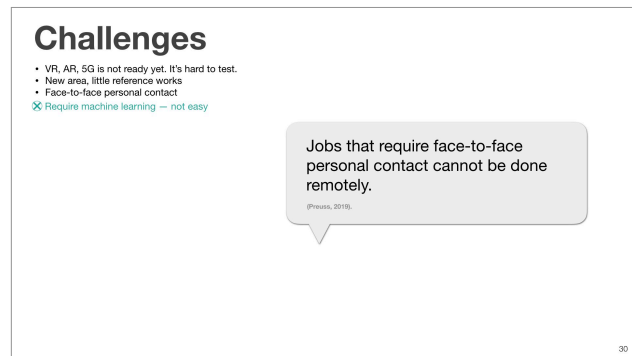 Challenges
• VR, AR, 5G is not ready yet. It's hard to test.
• New area, little reference works
• Face-to-face personal contact
Require machine learning — not easy
Jobs that require face-to-face
personal contact cannot be done
remotely.
(Preuss, 2019).
30